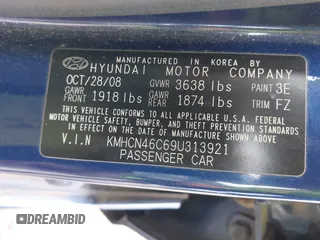 MANUFACTURED IN KOREA BY
HYUNDAI MOTOR COMPANY
OCT/28/08 GVWR 3638 lbs PAINT 3E
GAWR FRONT 1918 lbs GAWR REAR 1874 lbs TRIM FZ
THIS VEHICLE CONFORMS TO ALL APPLICABLE FEDERAL
MOTOR VEHICLE SAFETY, BUMPER, AND THEFT PREVENTION
STANDARDS IN EFFECT ON THE DATE OF MANUFACTURE
SHOWN ABOVE.
V.I.N KMHCN46C69U313921
PASSENGER CAR
DREAMBID